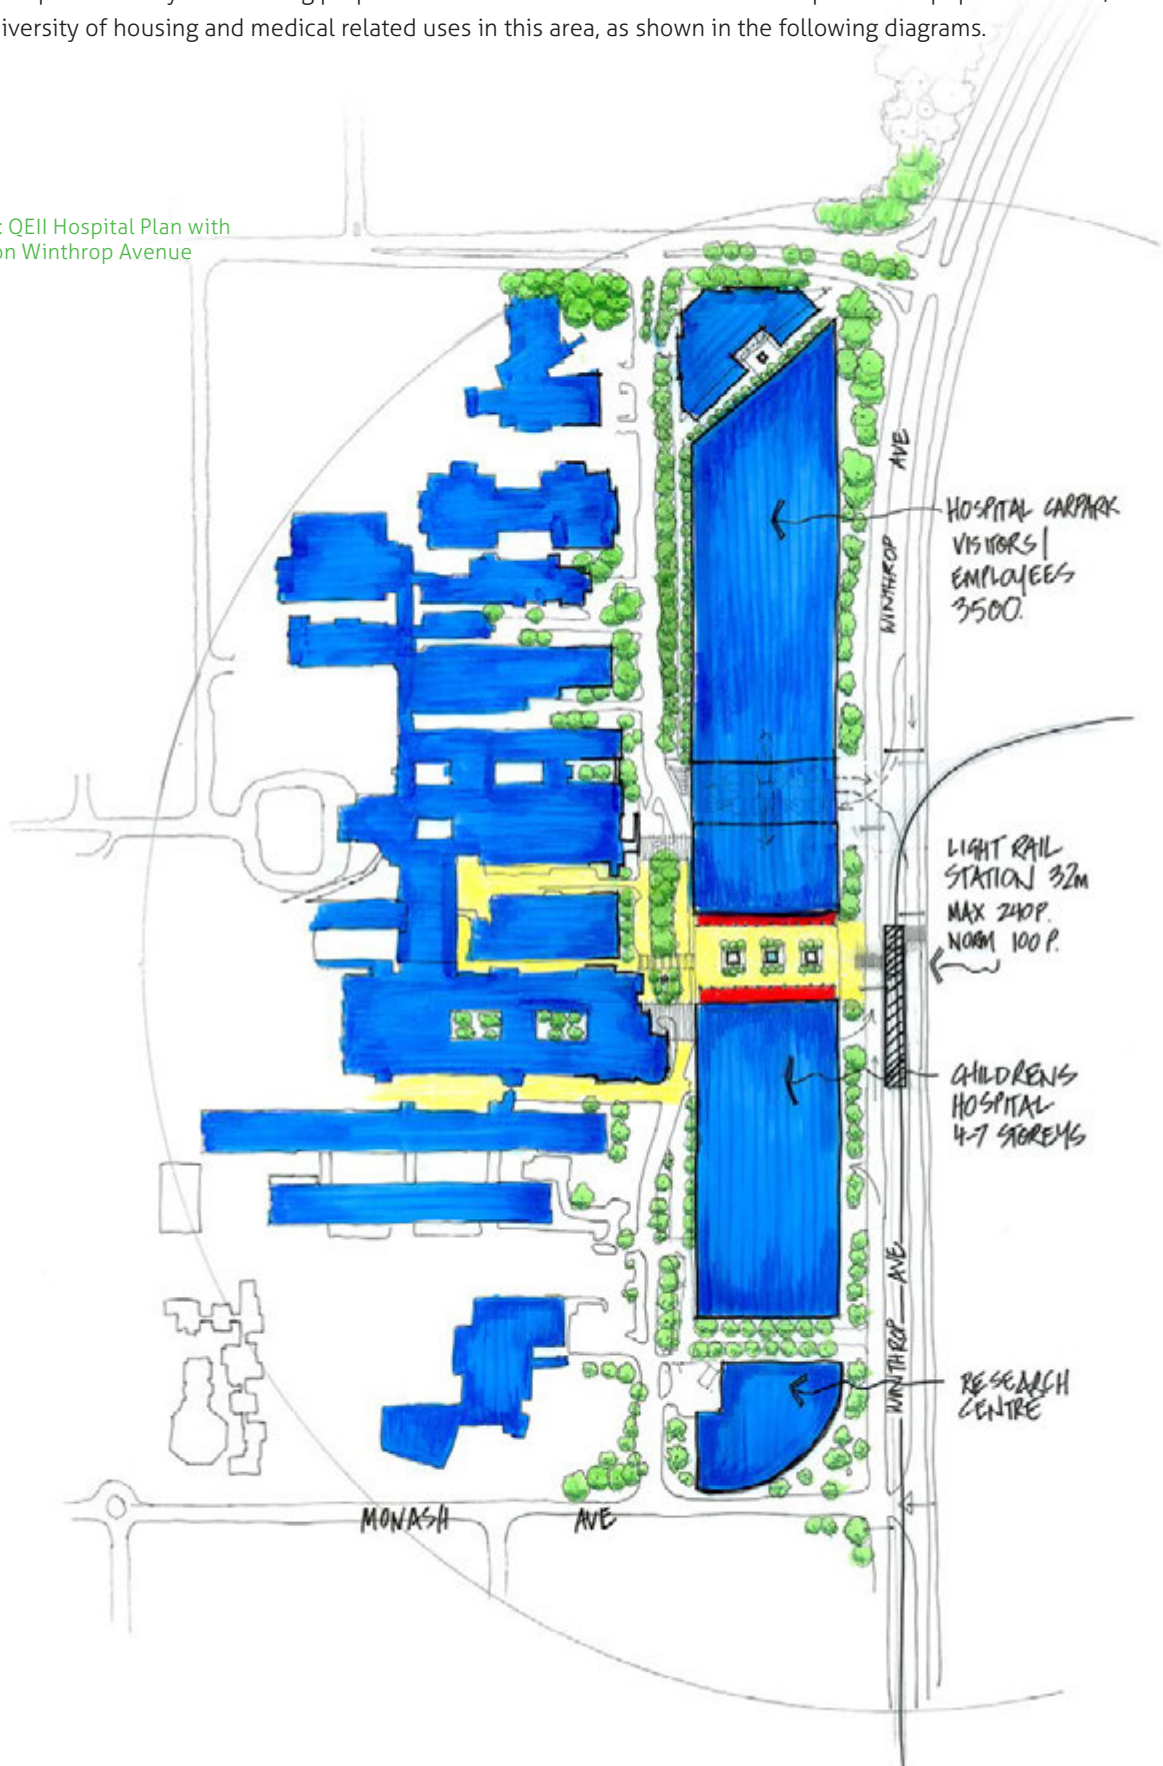 iversity of housing and medical related uses in this area, as shown in the following diagrams.
: QEII Hospital Plan with
on Winthrop Avenue
WINTHROP AVE
HOSPITAL CARPARK
VISITORS/
EMPLOYEES
3500.
LIGHT RAIL
STATION 32m
MAX 240P.
NORM 100 P.
CHILDRENS
HOSPITAL
4-7 STOREYS
WINTHROP AVE
RESEARCH
CENTRE
MONASH AVE